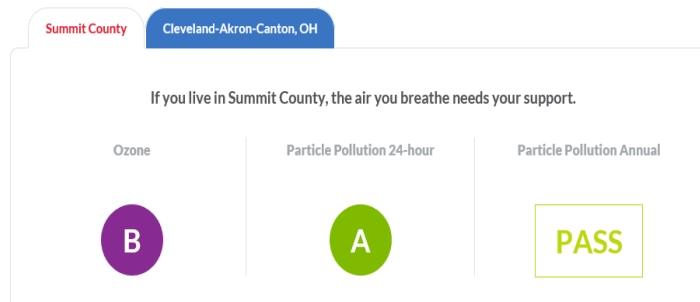 Summit County
Cleveland-Akron-Canton, OH
If you live in Summit County, the air you breathe needs your support.
Ozone
Particle Pollution 24-hour
Particle Pollution Annual
B
A
PASS